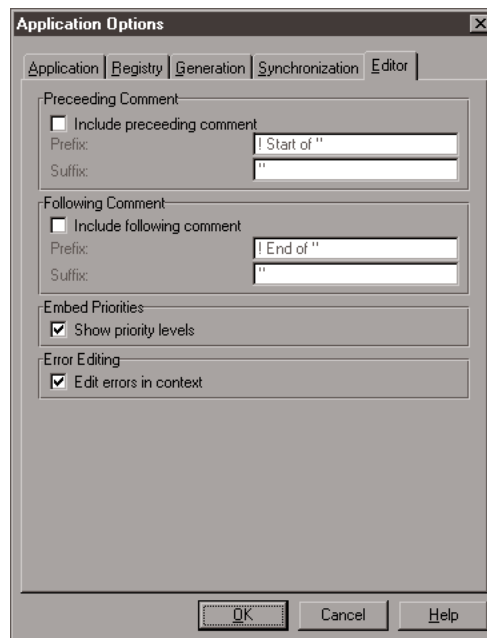 Application Options
Application Registry Generation Synchronization Editor
Preceeding Comment
Include preceeding comment
Prefix: ! Start of "
Suffix: "
Following Comment
Include following comment
Prefix: ! End of "
Suffix: "
Embed Priorities
Show priority levels
Error Editing
Edit errors in context
OK Cancel Help